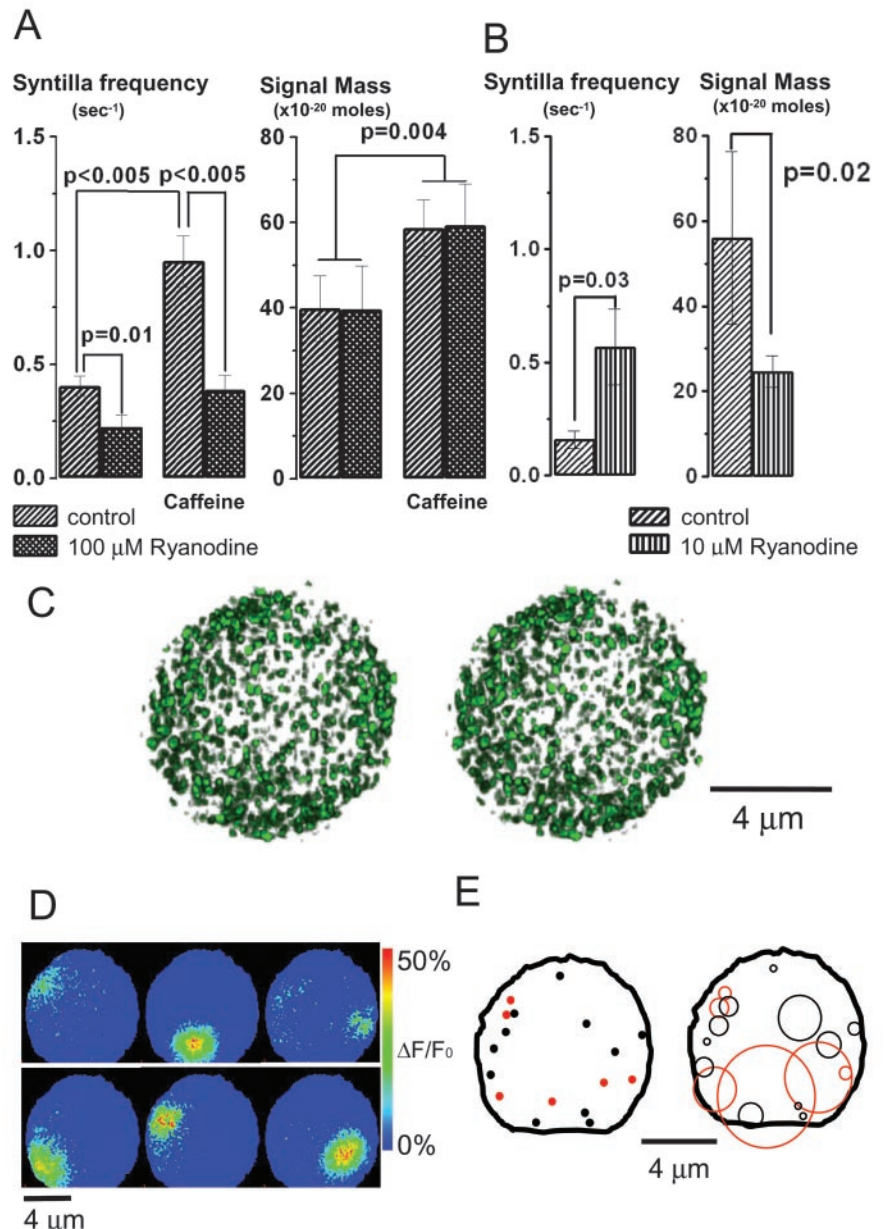 A
Syntilla frequency
(sec⁻¹)
Signal Mass
(x10⁻²⁰ moles)
1.5
1.0
0.5
0.0
p<0.005
p<0.005
p=0.01
Caffeine
80
60
40
20
0
p=0.004
Caffeine
control
100 μM Ryanodine
B
Syntilla frequency
(sec⁻¹)
Signal Mass
(x10⁻²⁰ moles)
1.5
1.0
0.5
0.0
p=0.03
80
60
40
20
0
p=0.02
control
10 μM Ryanodine
C
4 μm
D
50%
ΔF/F₀
0%
4 μm
E
4 μm